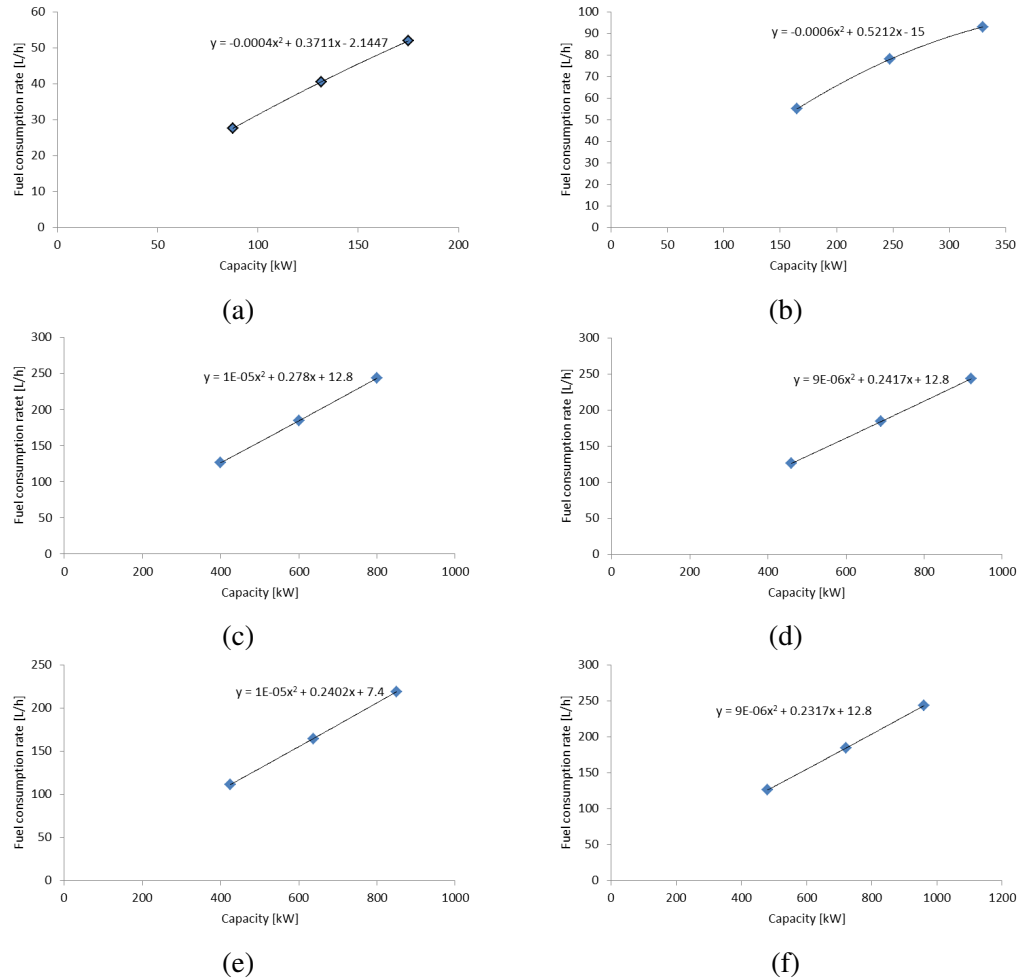 60
50
40
30
20
10
0
y = -0.0004x² + 0.3711x - 2.1447
0 50 100 150 200
Fuel consumption rate [L/h]
Capacity [kW]
(a)
100
90
80
70
60
50
40
30
20
10
0
y = -0.0006x² + 0.5212x - 15
0 50 100 150 200 250 300 350
Fuel consumption rate [L/h]
Capacity [kW]
(b)
300
250
200
150
100
50
0
y = 1E-05x² + 0.278x + 12.8
0 200 400 600 800 1000
Fuel consumption ratet [L/h]
Capacity [kW]
(c)
300
250
200
150
100
50
0
y = 9E-06x² + 0.2417x + 12.8
0 200 400 600 800 1000
Fuel consumption rate [L/h]
Capacity [kW]
(d)
250
200
150
100
50
0
y = 1E-05x² + 0.2402x + 7.4
0 200 400 600 800 1000
Fuel consumption rate [L/h]
Capacity [kW]
(e)
300
250
200
150
100
50
0
y = 9E-06x² + 0.2317x + 12.8
0 200 400 600 800 1000 1200
Fuel consumption rate [L/h]
Capacity [kW]
(f)